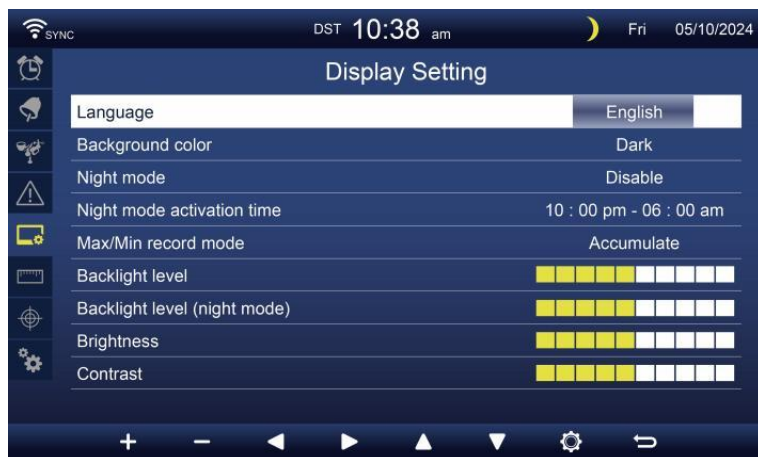 SYNC DST 10:38 am Fri 05/10/2024
Display Setting
Language English
Background color Dark
Night mode Disable
Night mode activation time 10 : 00 pm - 06 : 00 am
Max/Min record mode Accumulate
Backlight level
Backlight level (night mode)
Brightness
Contrast